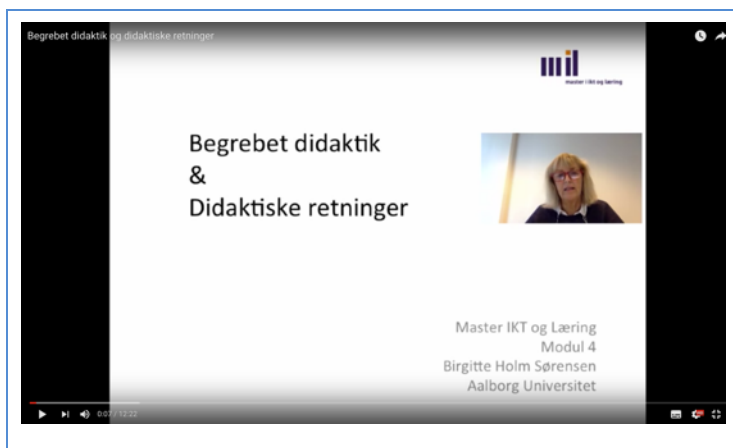 Begrebet didaktik og didaktiske retninger
mil
master i ikt og læring
Begrebet didaktik
&
Didaktiske retninger
Master IKT og Læring
Modul 4
Birgitte Holm Sørensen
Aalborg Universitet
0:07 / 12:22